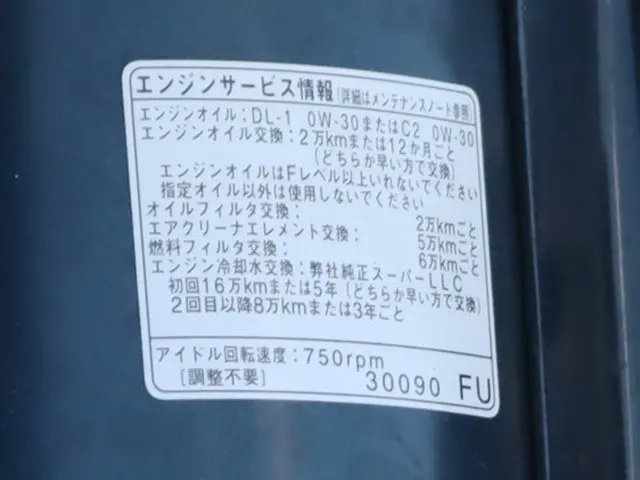 エンジンサービス情報 (詳細はメンテナンスノート参照)
エンジンオイル:DL-1 0W-30またはC2 0W-30
エンジンオイル交換:2万kmまたは12か月ごと
(どちらか早い方で交換)
エンジンオイルはFレベル以上いれないでください
指定オイル以外は使用しないでください
オイルフィルタ交換: 2万kmごと
エアクリーナエレメント交換: 5万kmごと
燃料フィルタ交換: 6万kmごと
エンジン冷却水交換:弊社純正スーパーLLC
初回16万kmまたは5年(どちらか早い方で交換)
2回目以降8万kmまたは3年ごと
アイドル回転速度:750rpm
[調整不要] 30090 FU